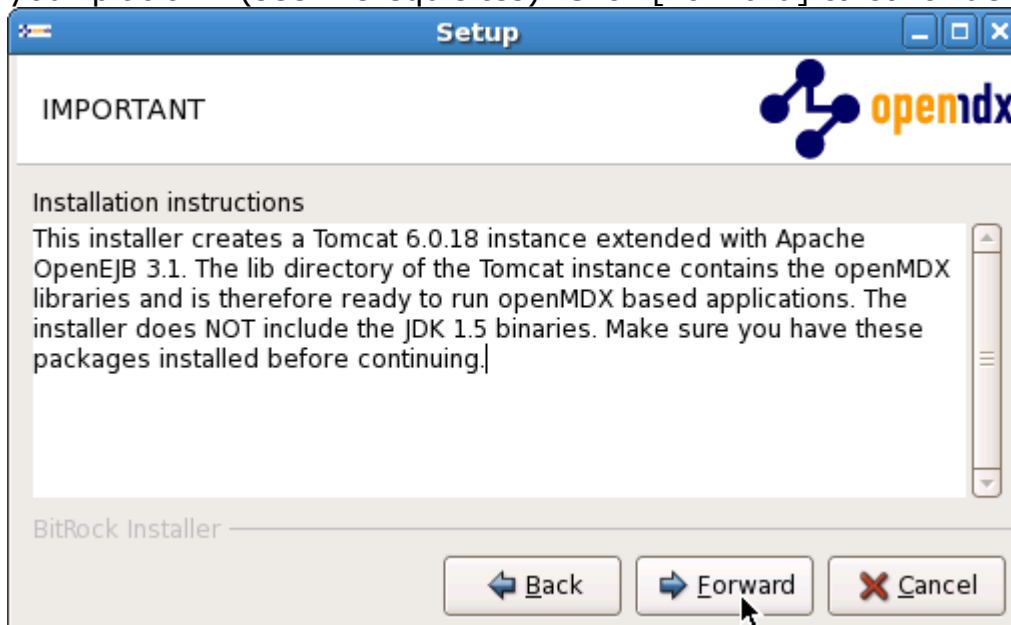 Setup
IMPORTANT
openmdx
Installation instructions
This installer creates a Tomcat 6.0.18 instance extended with Apache
OpenEJB 3.1. The lib directory of the Tomcat instance contains the openMDX
libraries and is therefore ready to run openMDX based applications. The
installer does NOT include the JDK 1.5 binaries. Make sure you have these
packages installed before continuing.
BitRock Installer
Back
Forward
Cancel